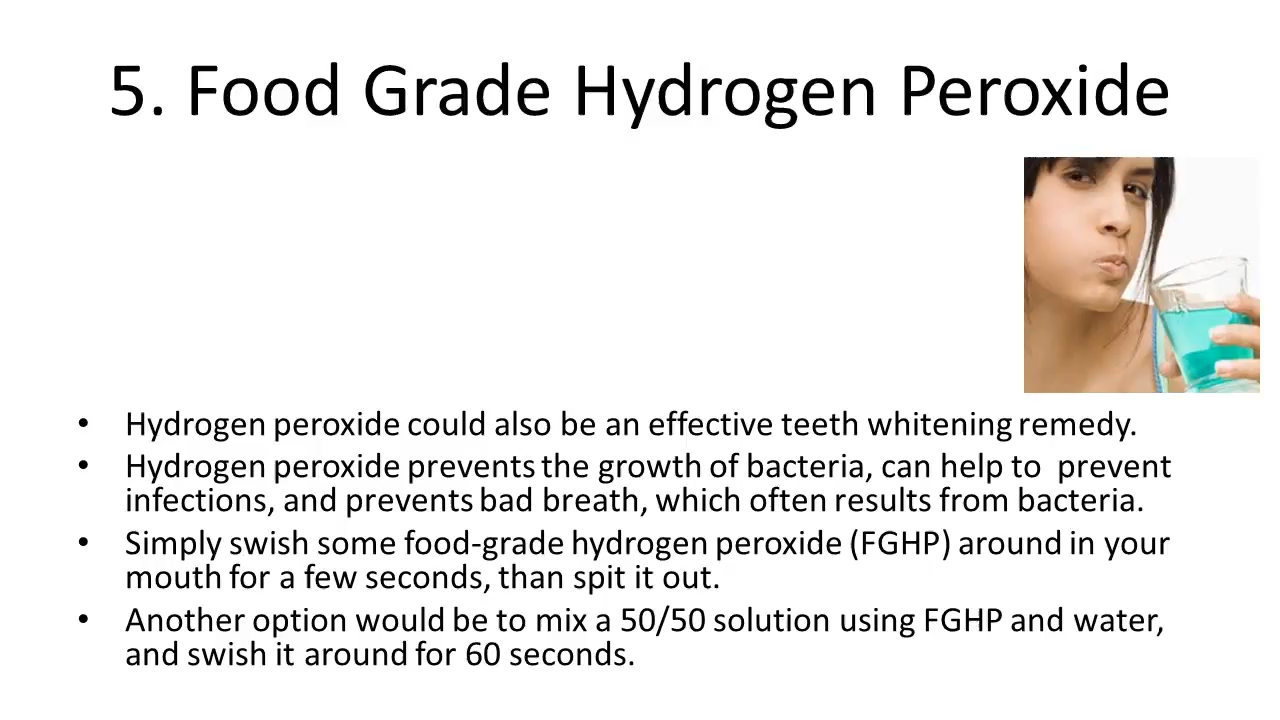 5. Food Grade Hydrogen Peroxide
• Hydrogen peroxide could also be an effective teeth whitening remedy.
• Hydrogen peroxide prevents the growth of bacteria, can help to prevent
infections, and prevents bad breath, which often results from bacteria.
• Simply swish some food-grade hydrogen peroxide (FGHP) around in your
mouth for a few seconds, than spit it out.
• Another option would be to mix a 50/50 solution using FGHP and water,
and swish it around for 60 seconds.